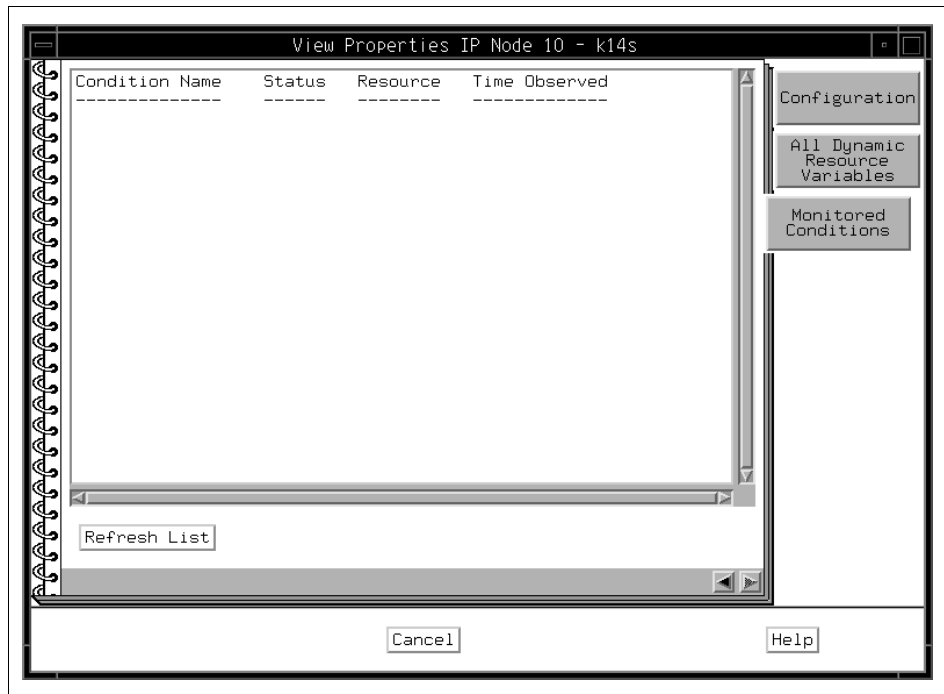 View Properties IP Node 10 - k14s
Condition Name Status Resource Time Observed
-------------- ------ -------- -------------
Configuration
All Dynamic
Resource
Variables
Monitored
Conditions
Refresh List
Cancel
Help